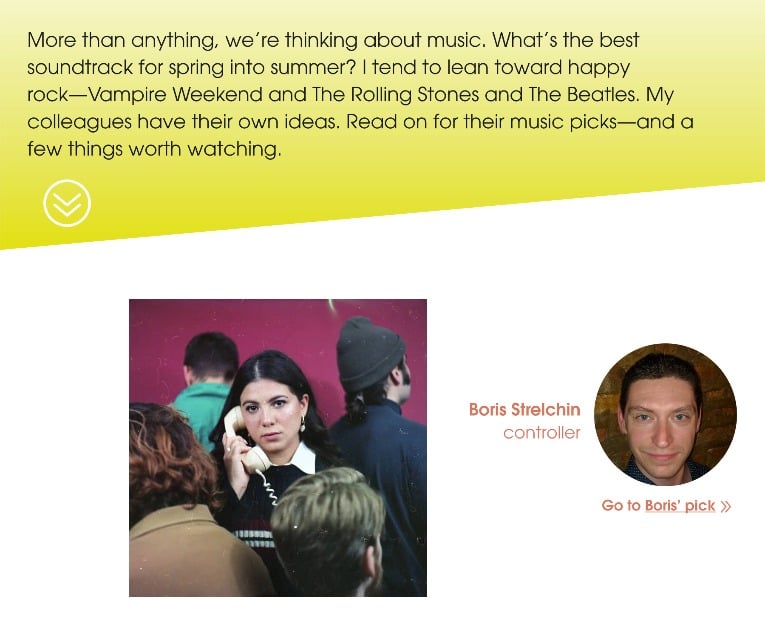 More than anything, we're thinking about music. What's the best
soundtrack for spring into summer? I tend to lean toward happy
rock—Vampire Weekend and The Rolling Stones and The Beatles. My
colleagues have their own ideas. Read on for their music picks—and a
few things worth watching.
Boris Strelchin
controller
Go to Boris' pick